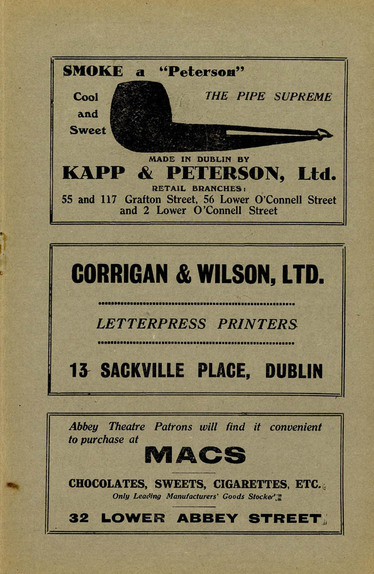 SMOKE a "Peterson"
Cool
and
Sweet
THE PIPE SUPREME
MADE IN DUBLIN BY
KAPP & PETERSON, Ltd.
RETAIL BRANCHES:
55 and 117 Grafton Street, 56 Lower O'Connell Street
and 2 Lower O'Connell Street
CORRIGAN & WILSON, LTD.
LETTERPRESS PRINTERS
13 SACKVILLE PLACE, DUBLIN
Abbey Theatre Patrons will find it convenient
to purchase at
MACS
CHOCOLATES, SWEETS, CIGARETTES, ETC.
Only Leading Manufacturers' Goods Stocked
32 LOWER ABBEY STREET